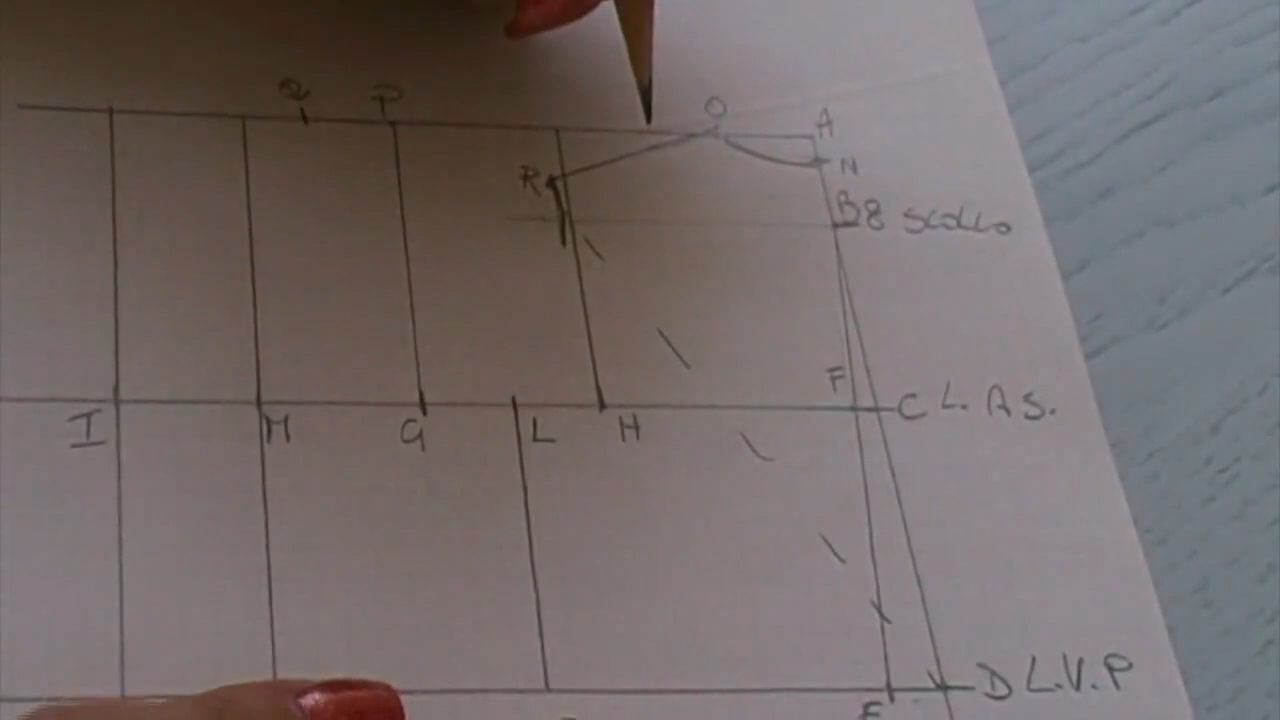 Q P O A
R N
B8 SCOLLO
F
I M G L H C L. A S.
D L.V.P